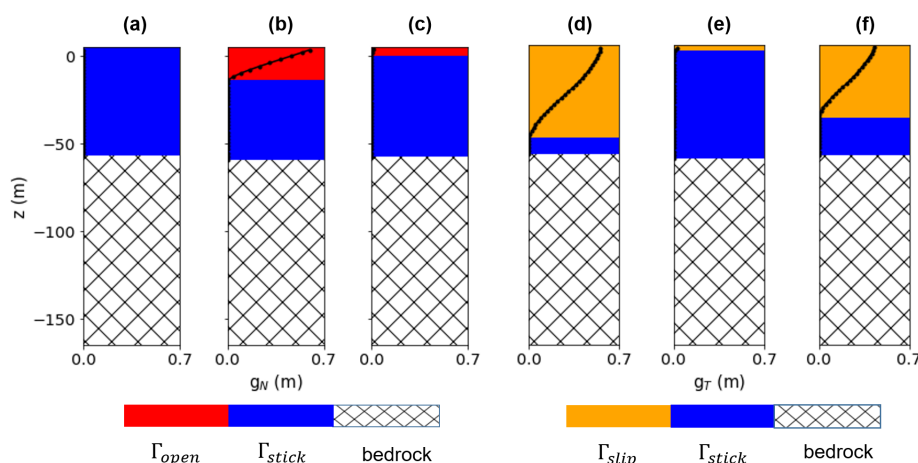 (a) (b) (c) (d) (e) (f)
0
−50
−100
−150
z (m)
0.0 0.7 0.0 0.7 0.0 0.7 0.0 0.7 0.0 0.7 0.0 0.7
g_N (m) g_T (m)
Γ_open Γ_stick bedrock Γ_slip Γ_stick bedrock